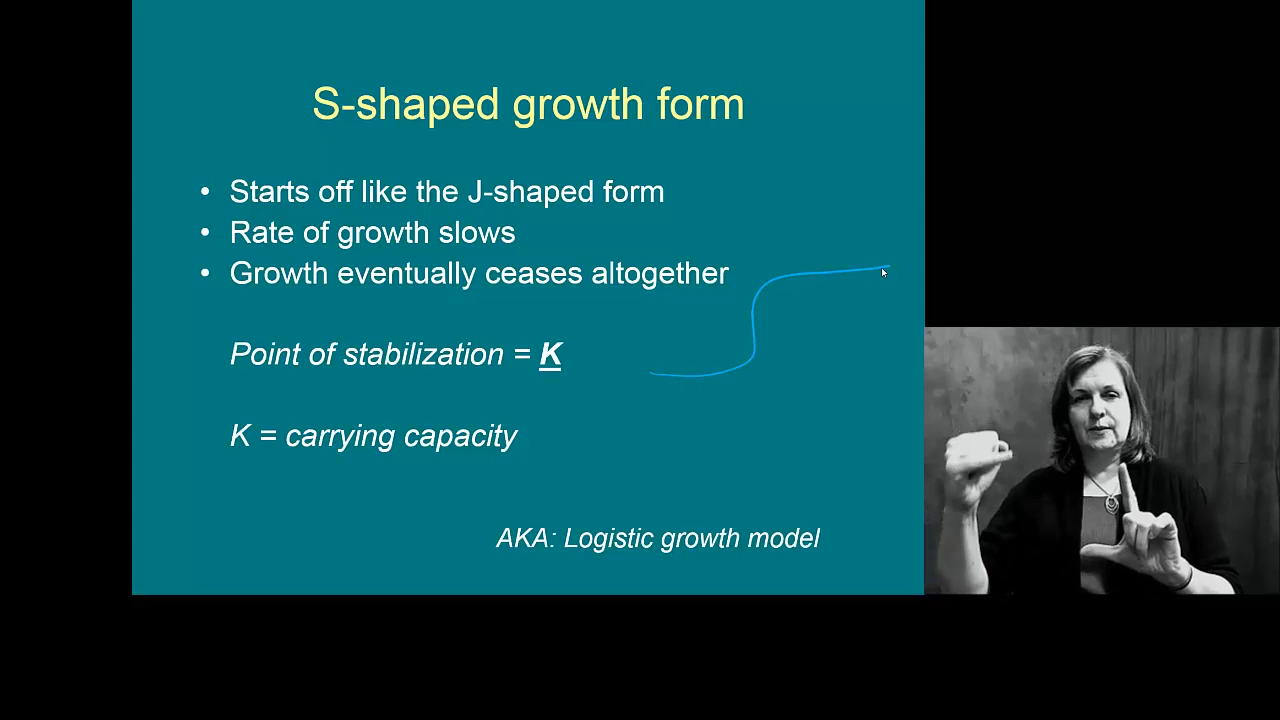 S-shaped growth form
• Starts off like the J-shaped form
• Rate of growth slows
• Growth eventually ceases altogether
Point of stabilization = K
K = carrying capacity
AKA: Logistic growth model